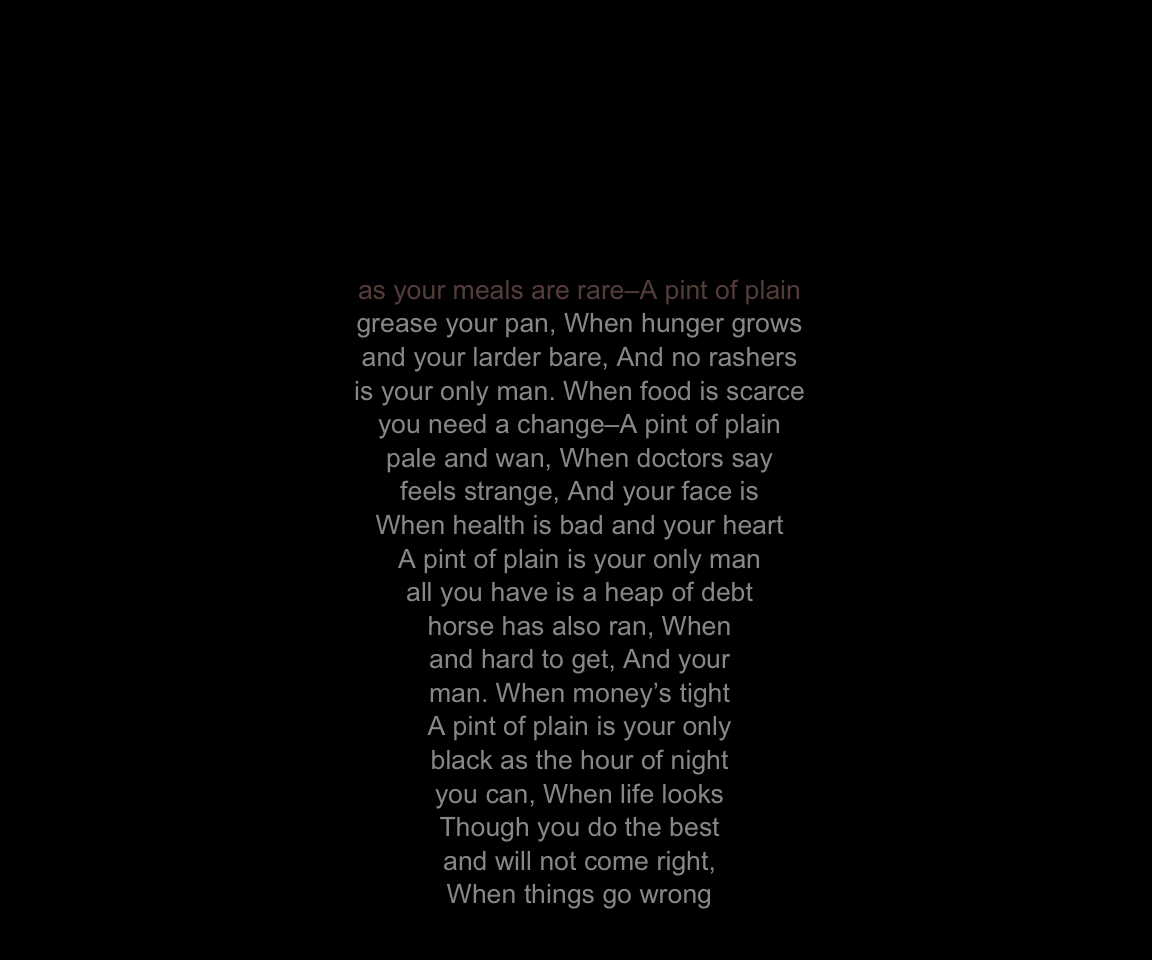 as your meals are rare–A pint of plain
grease your pan, When hunger grows
and your larder bare, And no rashers
is your only man. When food is scarce
you need a change–A pint of plain
pale and wan, When doctors say
feels strange, And your face is
When health is bad and your heart
A pint of plain is your only man
all you have is a heap of debt
horse has also ran, When
and hard to get, And your
man. When money’s tight
A pint of plain is your only
black as the hour of night
you can, When life looks
Though you do the best
and will not come right,
When things go wrong